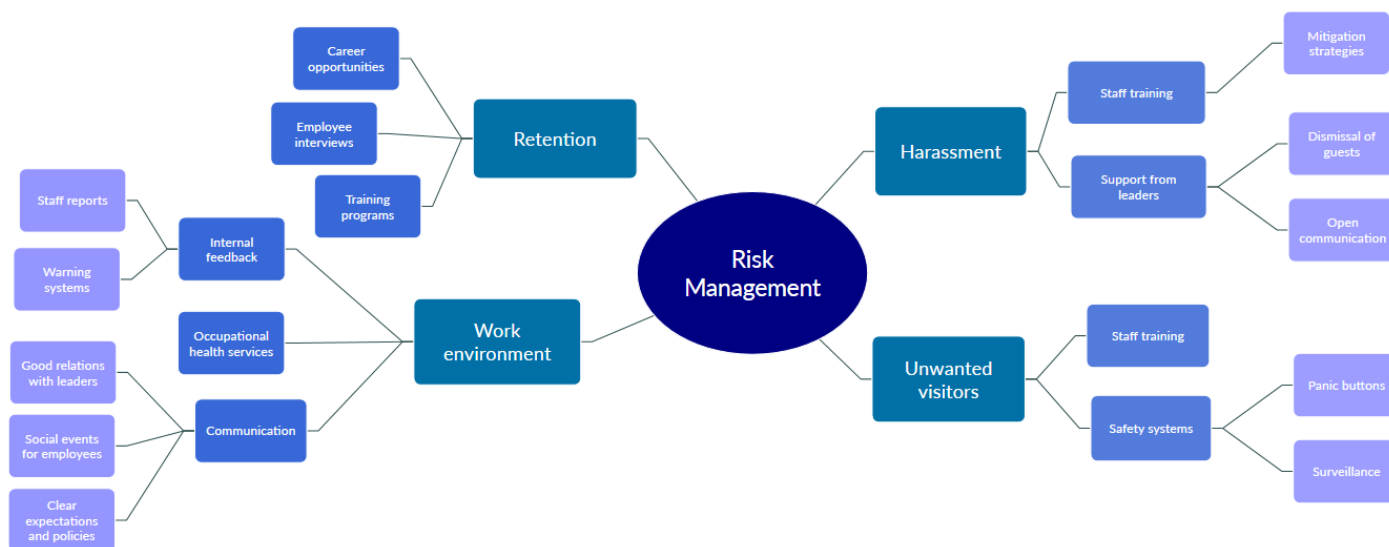 Career
opportunities
Employee
interviews
Training
programs
Retention
Staff reports
Warning
systems
Internal
feedback
Occupational
health services
Good relations
with leaders
Social events
for employees
Clear
expectations
and policies
Communication
Work
environment
Risk
Management
Harassment
Staff training
Mitigation
strategies
Support from
leaders
Dismissal of
guests
Open
communication
Unwanted
visitors
Staff training
Safety systems
Panic buttons
Surveillance